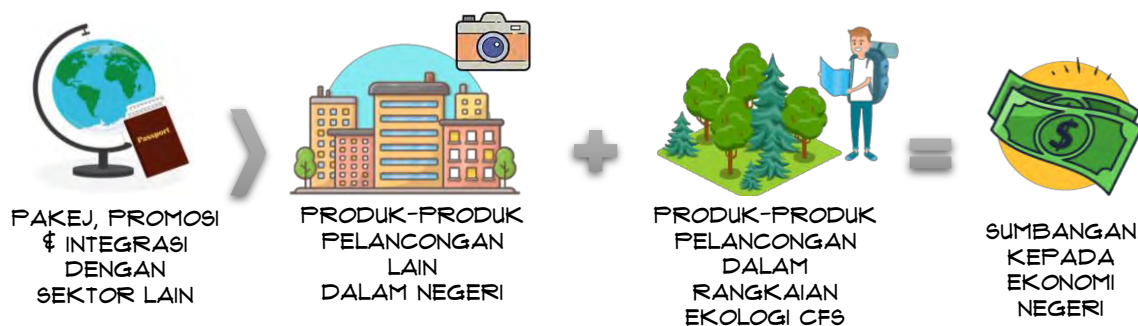 Passport
PAKEJ, PROMOSI
& INTEGRASI
DENGAN
SEKTOR LAIN
PRODUK-PRODUK
PELANCONGAN
LAIN
DALAM NEGERI
+
PRODUK-PRODUK
PELANCONGAN
DALAM
RANGKAIAN
EKOLOGI CFS
=
$
SUMBANGAN
KEPADA
EKONOMI
NEGERI